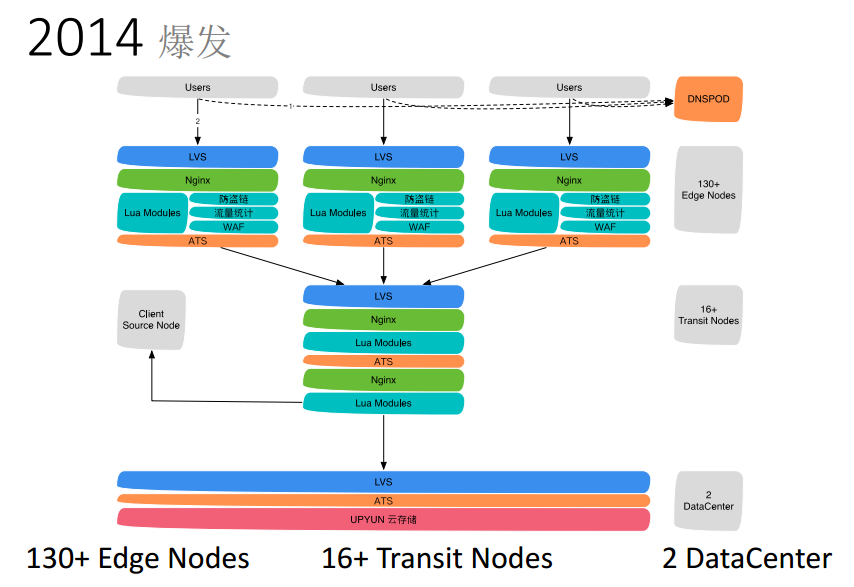 2014 爆发
Users
Users
Users
DNSPOD
1
2
LVS
LVS
LVS
Nginx
Nginx
Nginx
130+
Edge Nodes
Lua Modules
防盗链
流量统计
WAF
Lua Modules
防盗链
流量统计
WAF
Lua Modules
防盗链
流量统计
WAF
ATS
ATS
ATS
Client
Source Node
LVS
Nginx
Lua Modules
ATS
Nginx
Lua Modules
16+
Transit Nodes
LVS
ATS
UPYUN 云存储
2
DataCenter
130+ Edge Nodes
16+ Transit Nodes
2 DataCenter